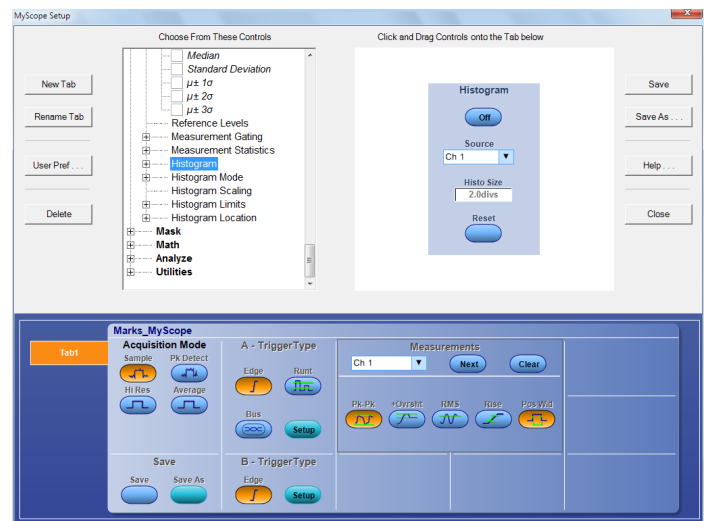 MyScope Setup
Choose From These Controls
Click and Drag Controls onto the Tab below
New Tab
Rename Tab
User Pref . . .
Delete
Median
Standard Deviation
μ± 1σ
μ± 2σ
μ± 3σ
Reference Levels
Measurement Gating
Measurement Statistics
Histogram
Histogram Mode
Histogram Scaling
Histogram Limits
Histogram Location
Mask
Math
Analyze
Utilities
Histogram
Off
Source
Ch 1
Histo Size
2.0divs
Reset
Save
Save As . . .
Help . . .
Close
Tab1
Marks_MyScope
Acquisition Mode
Sample Pk Detect
Hi Res Average
Save
Save Save As
A - TriggerType
Edge Runt
Bus
Setup
B - TriggerType
Edge
Setup
Measurements
Ch 1 Next Clear
Pk-Pk +Ovrsht RMS Rise Pos Wid